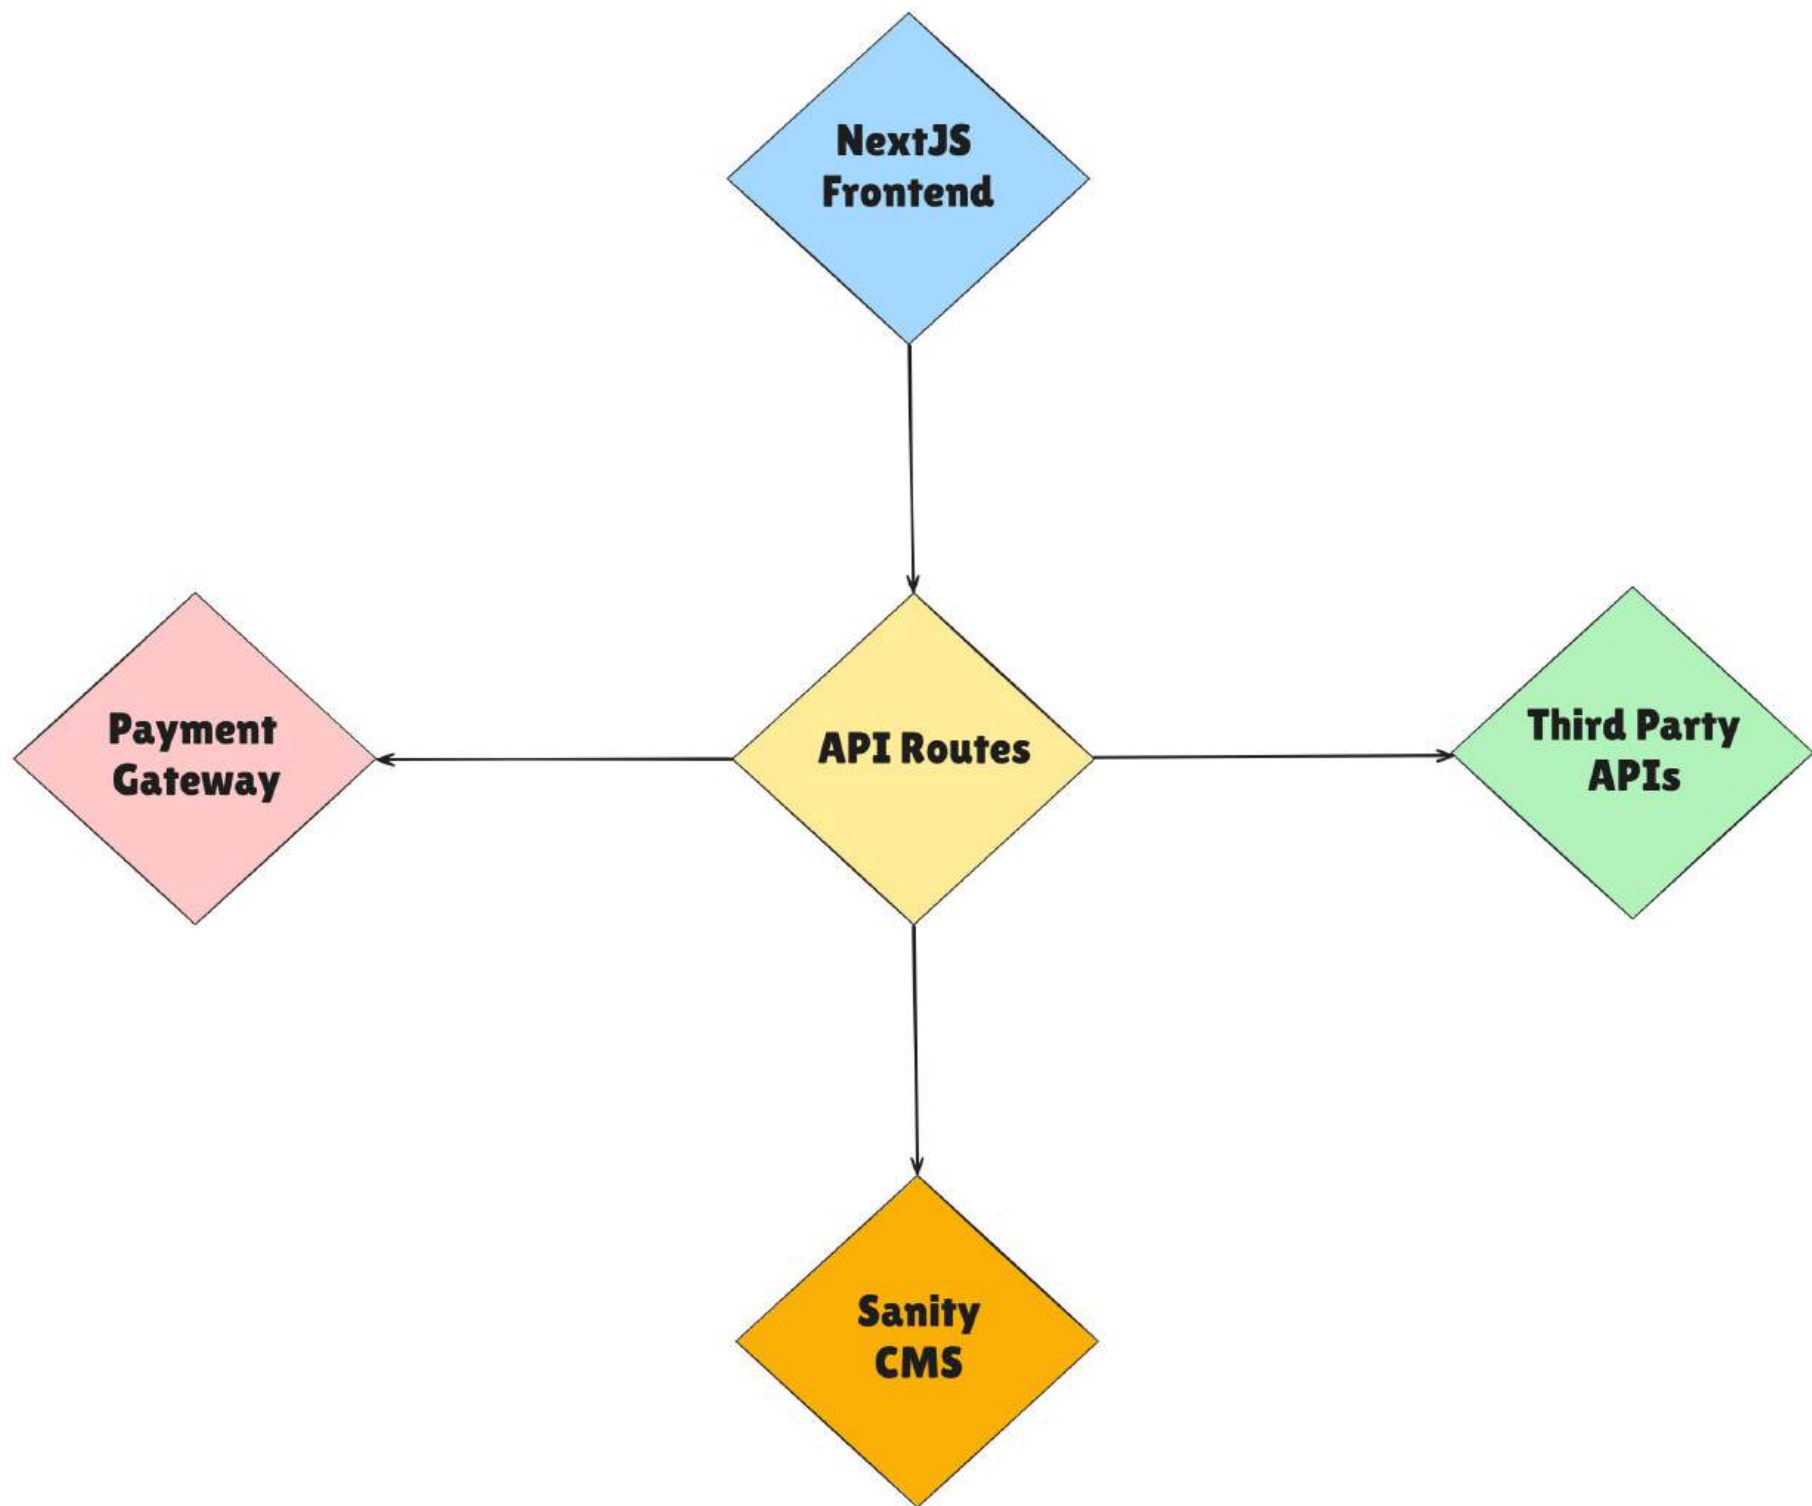 NextJS
Frontend
Payment
Gateway
API Routes
Third Party
APIs
Sanity
CMS